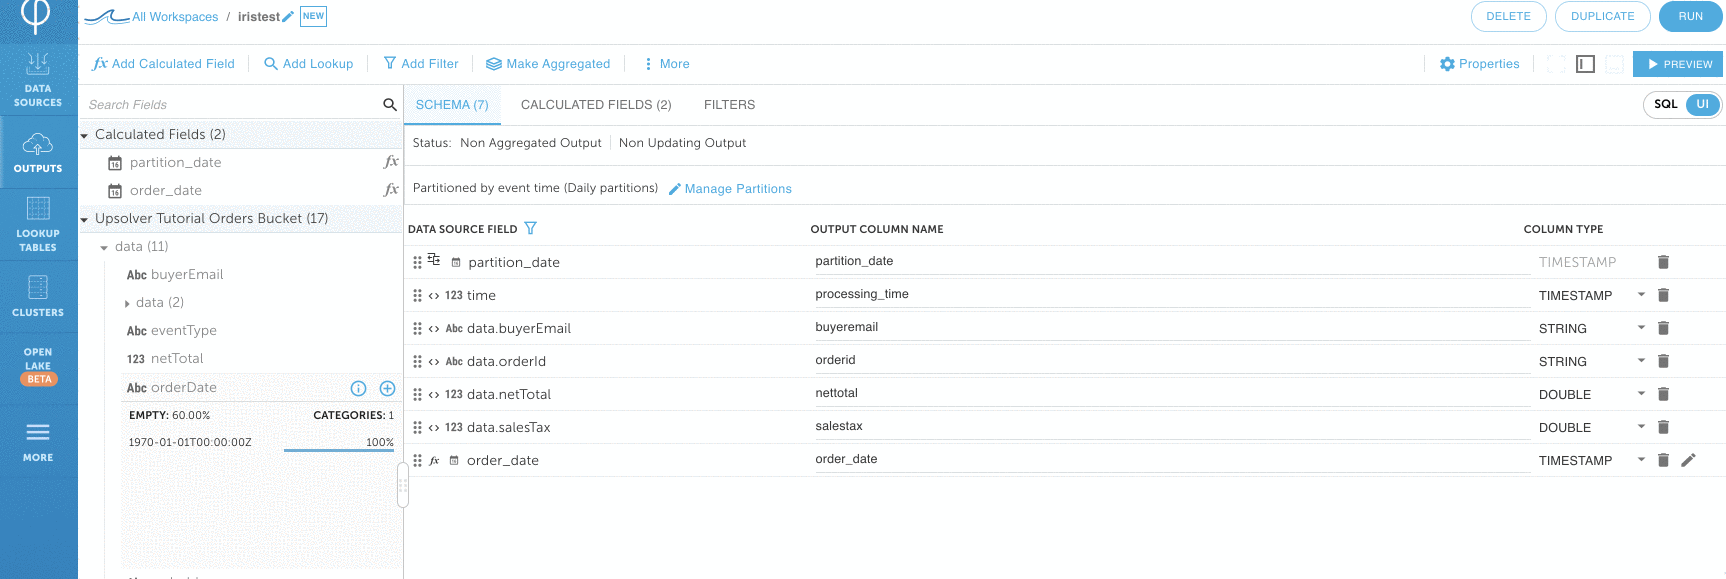 All Workspaces / iristest NEW
DELETE DUPLICATE RUN
fx Add Calculated Field Add Lookup Add Filter Make Aggregated More Properties PREVIEW
DATA SOURCES
OUTPUTS
LOOKUP TABLES
CLUSTERS
OPEN LAKE
BETA
MORE
Search Fields
Calculated Fields (2)
16 partition_date fx
16 order_date fx
Upsolver Tutorial Orders Bucket (17)
data (11)
Abc buyerEmail
data (2)
Abc eventType
123 netTotal
Abc orderDate
EMPTY: 60.00% CATEGORIES: 1
1970-01-01T00:00:00Z 100%
SCHEMA (7) CALCULATED FIELDS (2) FILTERS SQL UI
Status: Non Aggregated Output Non Updating Output
Partitioned by event time (Daily partitions) Manage Partitions
DATA SOURCE FIELD OUTPUT COLUMN NAME COLUMN TYPE
partition_date partition_date TIMESTAMP
<> 123 time processing_time TIMESTAMP
<> Abc data.buyerEmail buyeremail STRING
<> Abc data.orderId orderid STRING
<> 123 data.netTotal nettotal DOUBLE
<> 123 data.salesTax salestax DOUBLE
fx order_date order_date TIMESTAMP